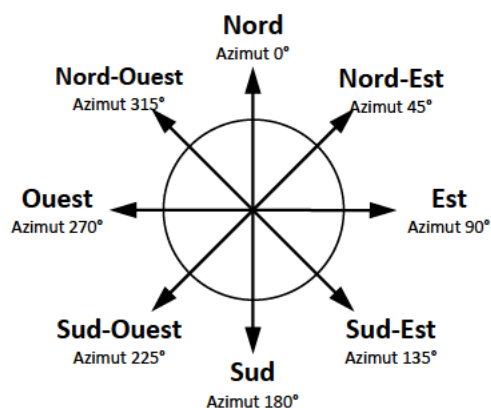 Nord
Azimut 0°
Nord-Ouest
Azimut 315°
Nord-Est
Azimut 45°
Ouest
Azimut 270°
Est
Azimut 90°
Sud-Ouest
Azimut 225°
Sud-Est
Azimut 135°
Sud
Azimut 180°